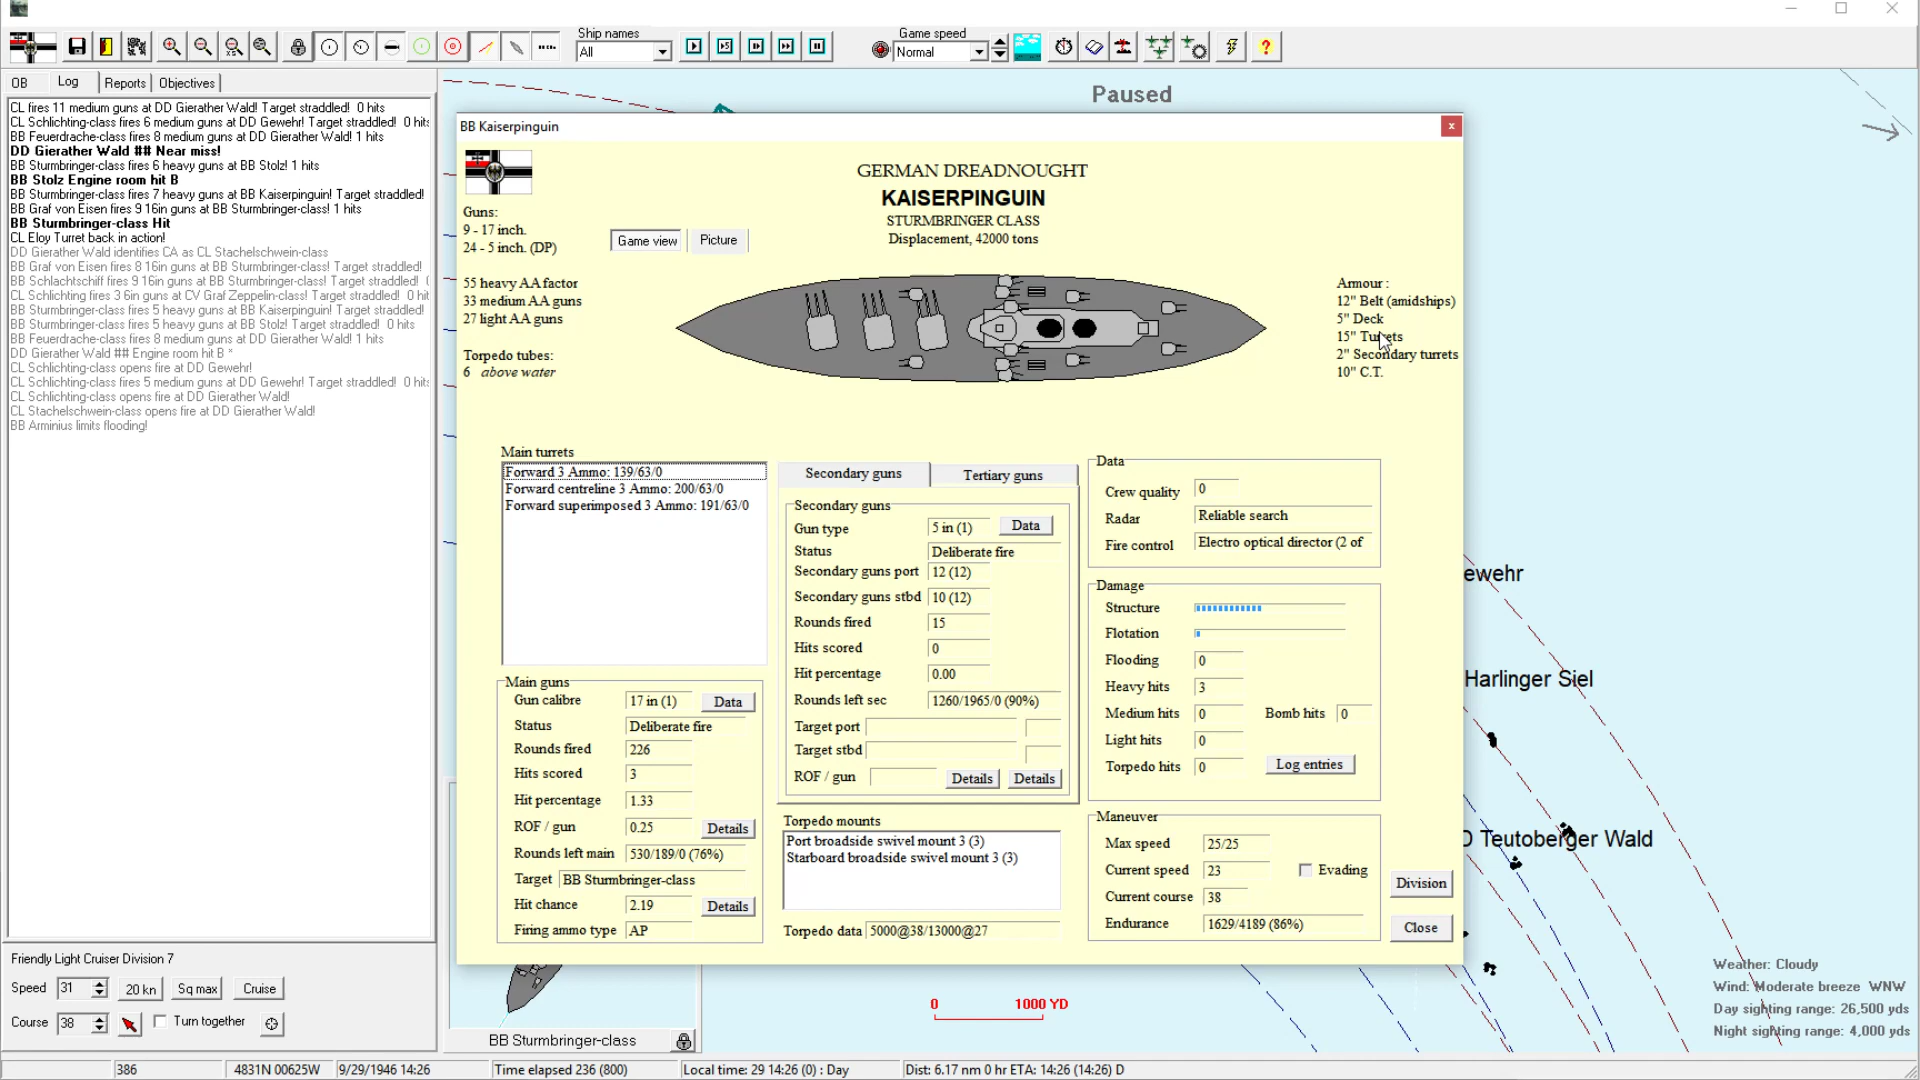 Ship names
All
Game speed
Normal
OB Log Reports Objectives
CL fires 11 medium guns at DD Gierather Wald! Target straddled! 0 hits
CL Schlichting-class fires 6 medium guns at DD Gewehr! Target straddled! 0 hits
BB Feuerdrache-class fires 8 medium guns at DD Gierather Wald! 1 hits
DD Gierather Wald ## Near miss!
BB Sturmbringer-class fires 6 heavy guns at BB Stolz! 1 hits
BB Stolz Engine room hit B
BB Sturmbringer-class fires 7 heavy guns at BB Kaiserpinguin! Target straddled!
BB Graf von Eisen fires 9 16in guns at BB Sturmbringer-class! 1 hits
BB Sturmbringer-class Hit
CL Eloy Turret back in action!
DD Gierather Wald identifies CA as CL Stachelschwein-class
BB Graf von Eisen fires 8 16in guns at BB Sturmbringer-class! Target straddled!
BB Schlachtschiff fires 9 16in guns at BB Sturmbringer-class! Target straddled! (
CL Schlichting fires 3 6in guns at CV Graf Zeppelin-class! Target straddled! 0 hit
BB Sturmbringer-class fires 5 heavy guns at BB Kaiserpinguin! Target straddled!
BB Sturmbringer-class fires 5 heavy guns at BB Stolz! Target straddled! 0 hits
BB Feuerdrache-class fires 8 medium guns at DD Gierather Wald! 1 hits
DD Gierather Wald ## Engine room hit B *
CL Schlichting-class opens fire at DD Gewehr!
CL Schlichting-class fires 5 medium guns at DD Gewehr! Target straddled! 0 hits
CL Schlichting-class opens fire at DD Gierather Wald!
CL Stachelschwein-class opens fire at DD Gierather Wald!
BB Arminius limits flooding!
Friendly Light Cruiser Division 7
Speed 31 20 kn Sq max Cruise
Course 38 Turn together
Paused
BB Kaiserpinguin
GERMAN DREADNOUGHT
KAISERPINGUIN
STURMBRINGER CLASS
Displacement, 42000 tons
Guns:
9 - 17 inch.
24 - 5 inch. (DP)
Game view Picture
55 heavy AA factor
33 medium AA guns
27 light AA guns
Torpedo tubes:
6 above water
Armour :
12" Belt (amidships)
5" Deck
15" Turrets
2" Secondary turrets
10" C.T.
Main turrets
Forward 3 Ammo: 139/63/0
Forward centreline 3 Ammo: 200/63/0
Forward superimposed 3 Ammo: 191/63/0
Main guns
Gun calibre 17 in (1) Data
Status Deliberate fire
Rounds fired 226
Hits scored 3
Hit percentage 1.33
ROF / gun 0.25 Details
Rounds left main 530/189/0 (76%)
Target BB Sturmbringer-class
Hit chance 2.19 Details
Firing ammo type AP
Secondary guns Tertiary guns
Secondary guns
Gun type 5 in (1) Data
Status Deliberate fire
Secondary guns port 12 (12)
Secondary guns stbd 10 (12)
Rounds fired 15
Hits scored 0
Hit percentage 0.00
Rounds left sec 1260/1965/0 (90%)
Target port
Target stbd
ROF / gun Details Details
Torpedo mounts
Port broadside swivel mount 3 (3)
Starboard broadside swivel mount 3 (3)
Torpedo data 5000@38/13000@27
Data
Crew quality 0
Radar Reliable search
Fire control Electro optical director (2 of
Damage
Structure
Flotation
Flooding 0
Heavy hits 3
Medium hits 0 Bomb hits 0
Light hits 0
Torpedo hits 0 Log entries
Maneuver
Max speed 25/25
Current speed 23 Evading
Current course 38
Endurance 1629/4189 (86%)
Division
Close
ewehr
Harlinger Siel
D Teutoberger Wald
BB Sturmbringer-class
0 1000 YD
Weather: Cloudy
Wind: Moderate breeze WNW
Day sighting range: 26,500 yds
Night sighting range: 4,000 yds
386 4831N 00625W 9/29/1946 14:26 Time elapsed 236 (800) Local time: 29 14:26 (0) : Day Dist: 6.17 nm 0 hr ETA: 14:26 (14:26) D